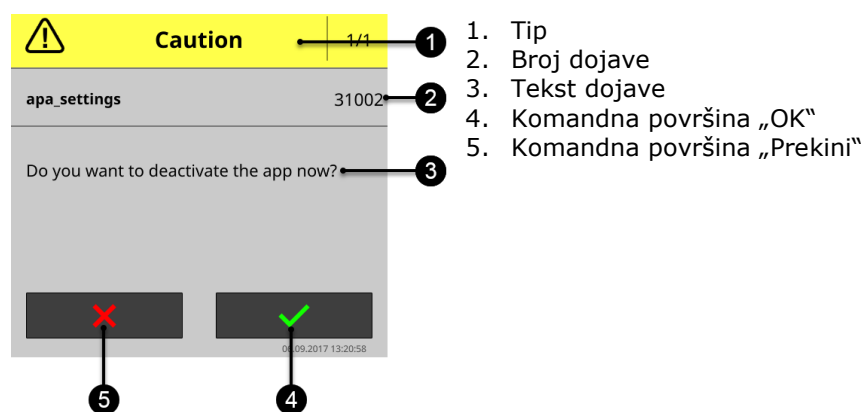 Caution 1/1
1
apa_settings 31002
2
Do you want to deactivate the app now?
3
06.09.2017 13:20:58
5 4
1. Tip
2. Broj dojave
3. Tekst dojave
4. Komandna površina „OK“
5. Komandna površina „Prekini“